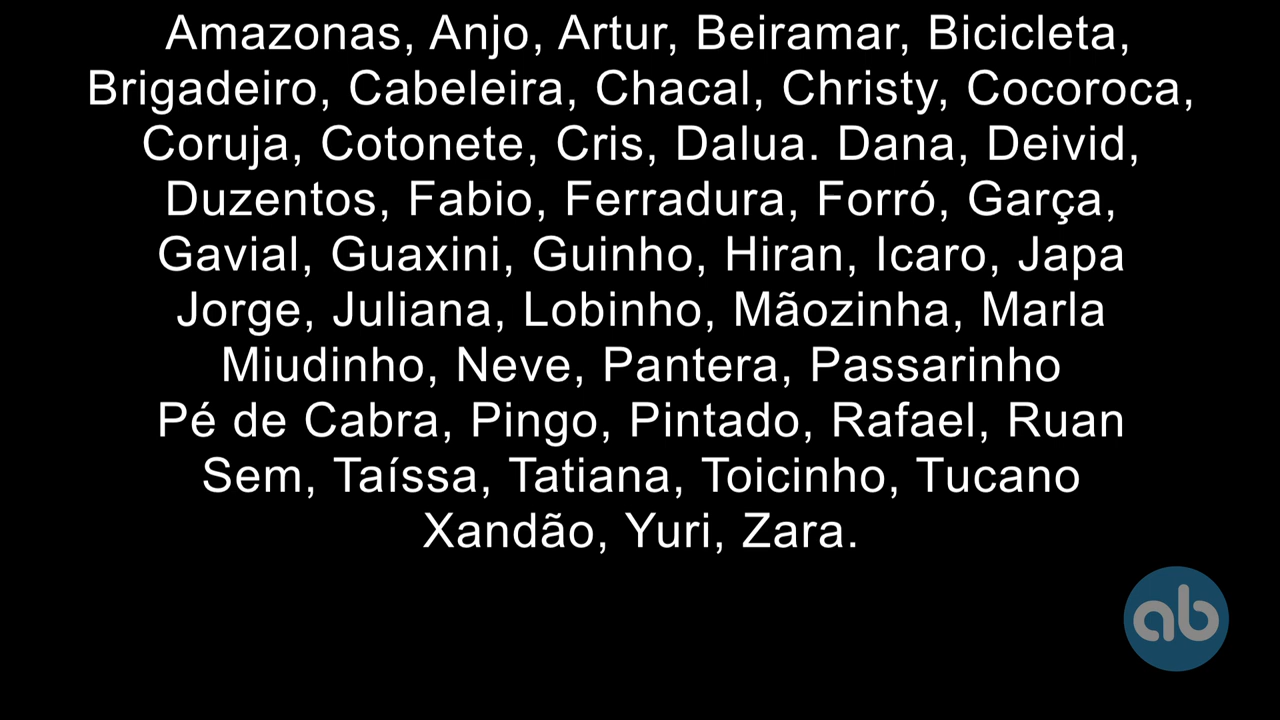 Amazonas, Anjo, Artur, Beiramar, Bicicleta,
Brigadeiro, Cabeleira, Chacal, Christy, Cocoroca,
Coruja, Cotonete, Cris, Dalua. Dana, Deivid,
Duzentos, Fabio, Ferradura, Forró, Garça,
Gavial, Guaxini, Guinho, Hiran, Icaro, Japa
Jorge, Juliana, Lobinho, Mãozinha, Marla
Miudinho, Neve, Pantera, Passarinho
Pé de Cabra, Pingo, Pintado, Rafael, Ruan
Sem, Taíssa, Tatiana, Toicinho, Tucano
Xandão, Yuri, Zara.
ab